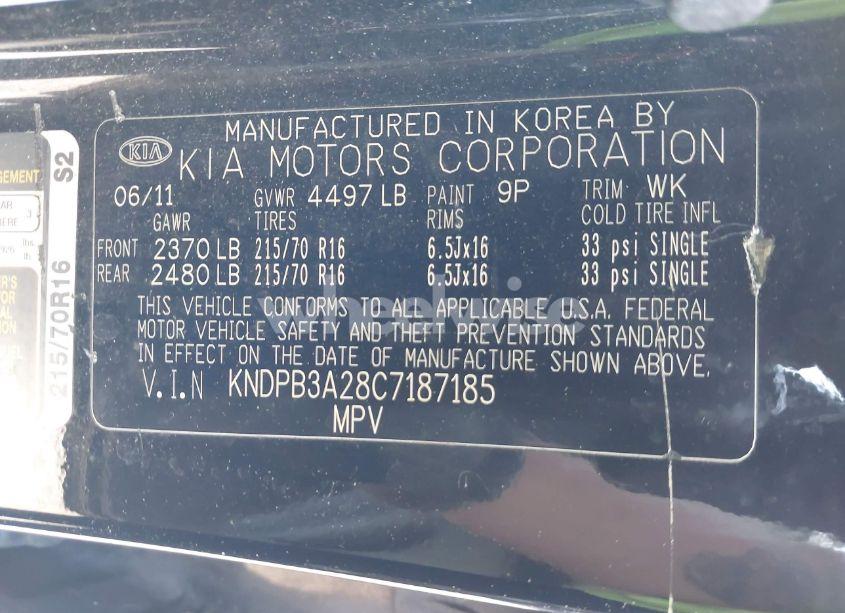 MANUFACTURED IN KOREA BY
KIA KIA MOTORS CORPORATION
06/11 GVWR 4497 LB PAINT 9P TRIM WK
GAWR TIRES RIMS COLD TIRE INFL
FRONT 2370 LB 215/70 R16 6.5Jx16 33 psi SINGLE
REAR 2480 LB 215/70 R16 6.5Jx16 33 psi SINGLE
THIS VEHICLE CONFORMS TO ALL APPLICABLE U.S.A. FEDERAL
MOTOR VEHICLE SAFETY AND THEFT PREVENTION STANDARDS
IN EFFECT ON THE DATE OF MANUFACTURE SHOWN ABOVE.
V.I.N KNDPB3A28C7187185
MPV
215/70R16 S2
wheelwise